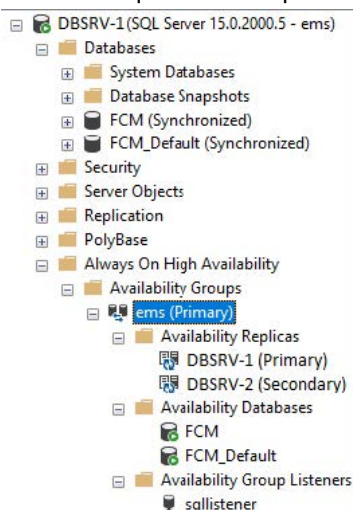 DBSRV-1(SQL Server 15.0.2000.5 - ems)
Databases
System Databases
Database Snapshots
FCM (Synchronized)
FCM_Default (Synchronized)
Security
Server Objects
Replication
PolyBase
Always On High Availability
Availability Groups
ems (Primary)
Availability Replicas
DBSRV-1 (Primary)
DBSRV-2 (Secondary)
Availability Databases
FCM
FCM_Default
Availability Group Listeners
sqllistener